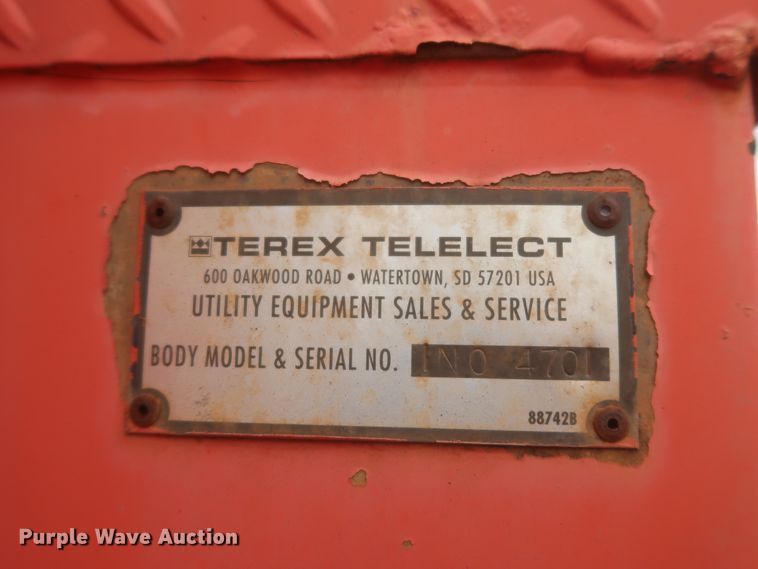 TEREX TELELECT
600 OAKWOOD ROAD • WATERTOWN, SD 57201 USA
UTILITY EQUIPMENT SALES & SERVICE
BODY MODEL & SERIAL NO. INO 4701
88742B
Purple Wave Auction